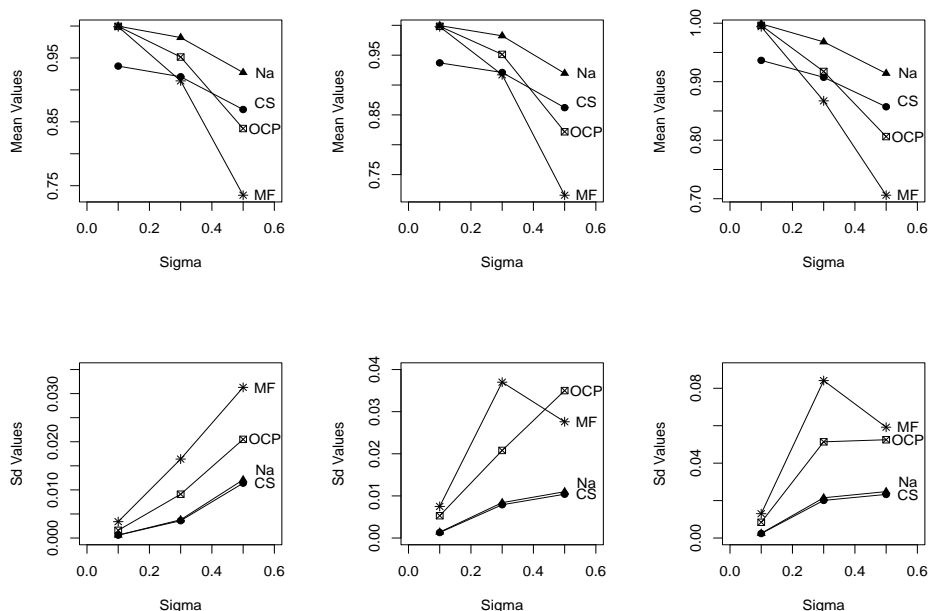 Mean Values
0.75
0.85
0.95
Na
CS
OCP
MF
0.0
0.2
0.4
0.6
Sigma
Mean Values
0.75
0.85
0.95
Na
CS
OCP
MF
0.0
0.2
0.4
0.6
Sigma
Mean Values
0.70
0.80
0.90
1.00
Na
CS
OCP
MF
0.0
0.2
0.4
0.6
Sigma
Sd Values
0.000
0.010
0.020
0.030
MF
OCP
Na
CS
0.0
0.2
0.4
0.6
Sigma
Sd Values
0.00
0.01
0.02
0.03
0.04
OCP
MF
Na
CS
0.0
0.2
0.4
0.6
Sigma
Sd Values
0.00
0.04
0.08
MF
OCP
Na
CS
0.0
0.2
0.4
0.6
Sigma